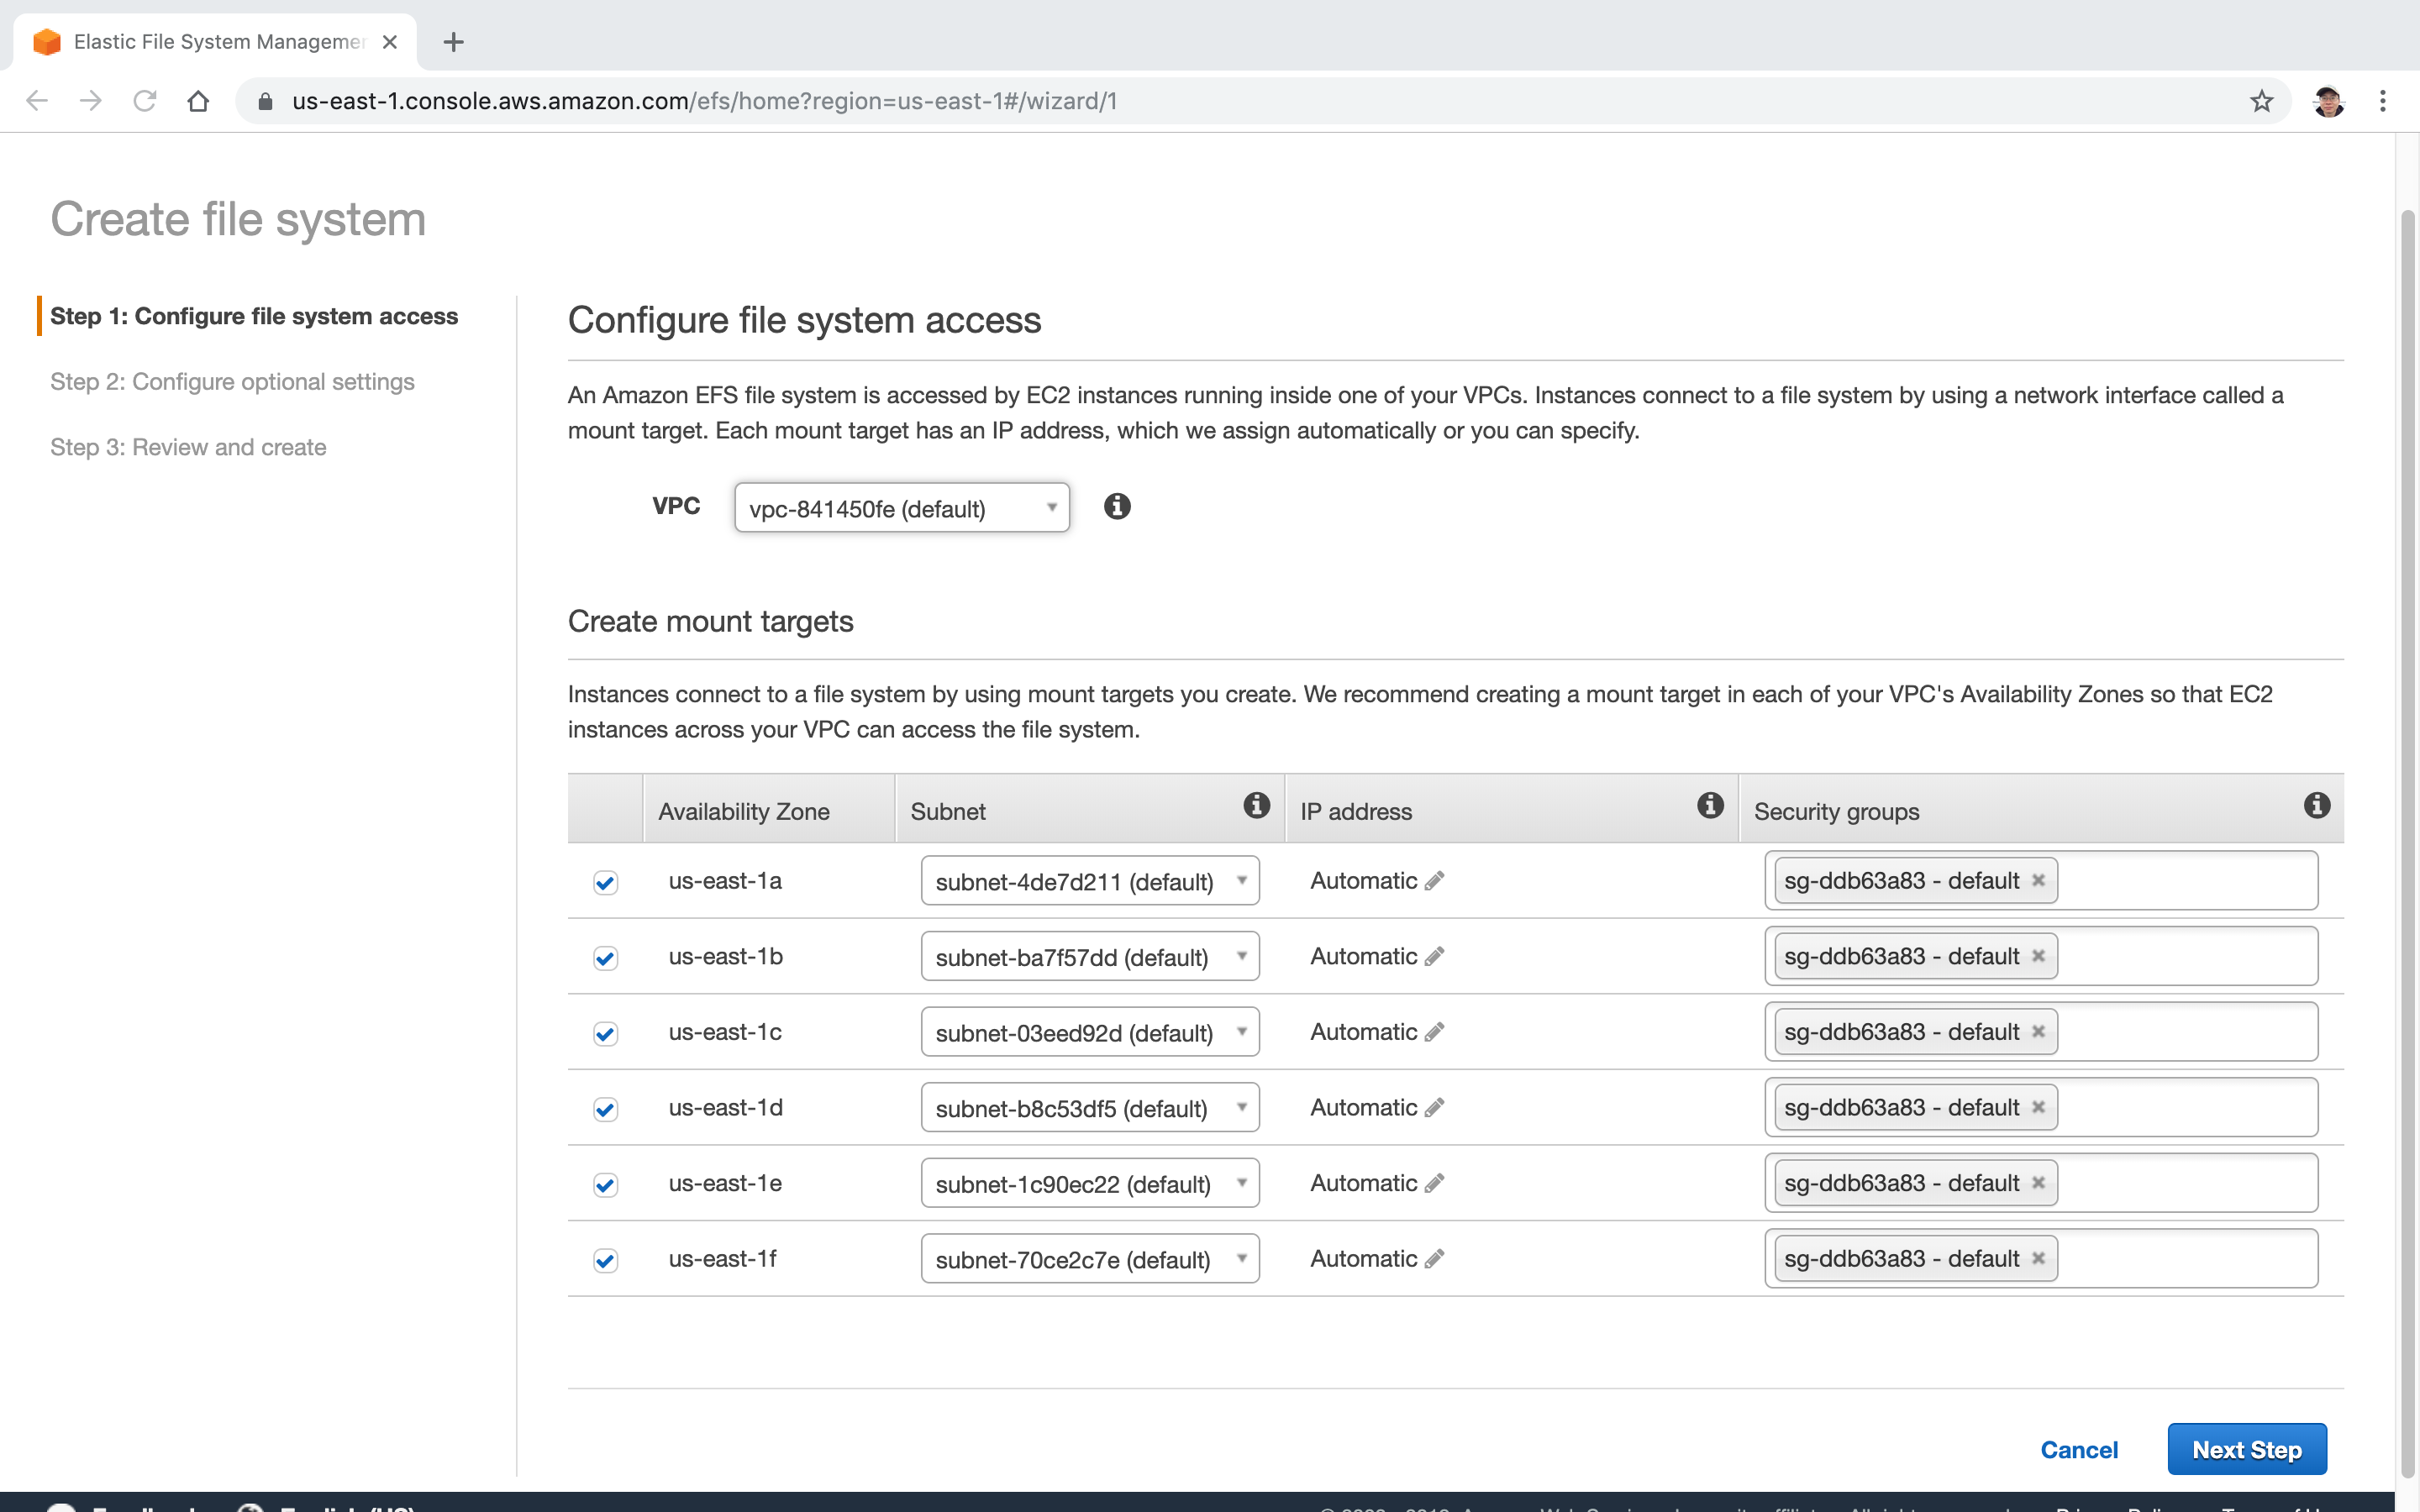 Elastic File System Manageme
us-east-1.console.aws.amazon.com/efs/home?region=us-east-1#/wizard/1
Create file system
Step 1: Configure file system access
Step 2: Configure optional settings
Step 3: Review and create
Configure file system access
An Amazon EFS file system is accessed by EC2 instances running inside one of your VPCs. Instances connect to a file system by using a network interface called a
mount target. Each mount target has an IP address, which we assign automatically or you can specify.
VPC vpc-841450fe (default)
Create mount targets
Instances connect to a file system by using mount targets you create. We recommend creating a mount target in each of your VPC's Availability Zones so that EC2
instances across your VPC can access the file system.
Availability Zone Subnet IP address Security groups
us-east-1a subnet-4de7d211 (default) Automatic sg-ddb63a83 - default
us-east-1b subnet-ba7f57dd (default) Automatic sg-ddb63a83 - default
us-east-1c subnet-03eed92d (default) Automatic sg-ddb63a83 - default
us-east-1d subnet-b8c53df5 (default) Automatic sg-ddb63a83 - default
us-east-1e subnet-1c90ec22 (default) Automatic sg-ddb63a83 - default
us-east-1f subnet-70ce2c7e (default) Automatic sg-ddb63a83 - default
Cancel Next Step